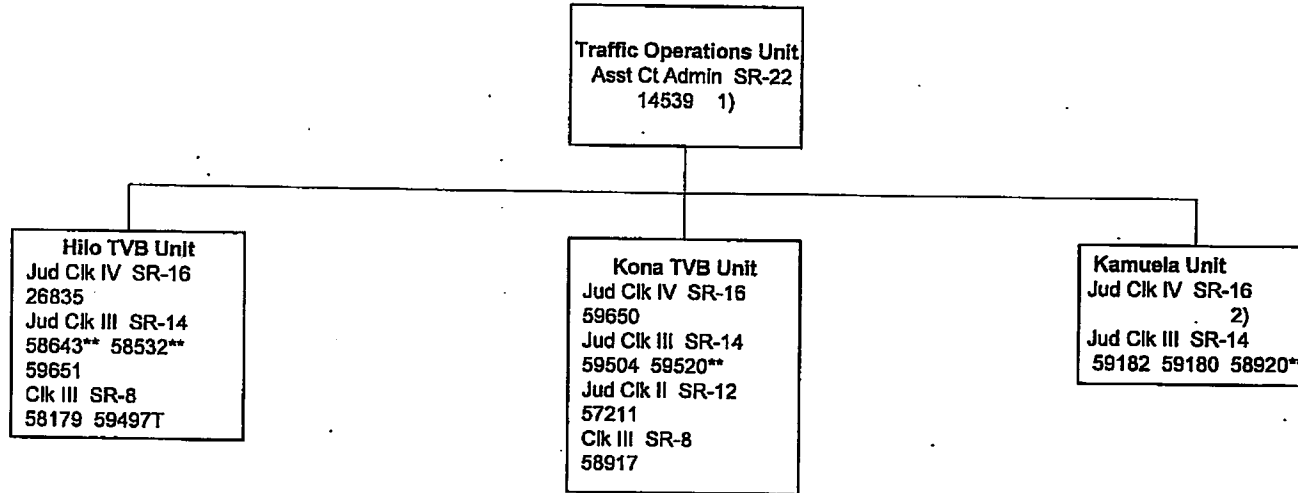 Traffic Operations Unit
Asst Ct Admin SR-22
14539 1)
Hilo TVB Unit
Jud Clk IV SR-16
26835
Jud Clk III SR-14
58643** 58532**
59651
Clk III SR-8
58179 59497T
Kona TVB Unit
Jud Clk IV SR-16
59650
Jud Clk III SR-14
59504 59520**
Jud Clk II SR-12
57211
Clk III SR-8
58917
Kamuela Unit
Jud Clk IV SR-16
2)
Jud Clk III SR-14
59182 59180 58920**